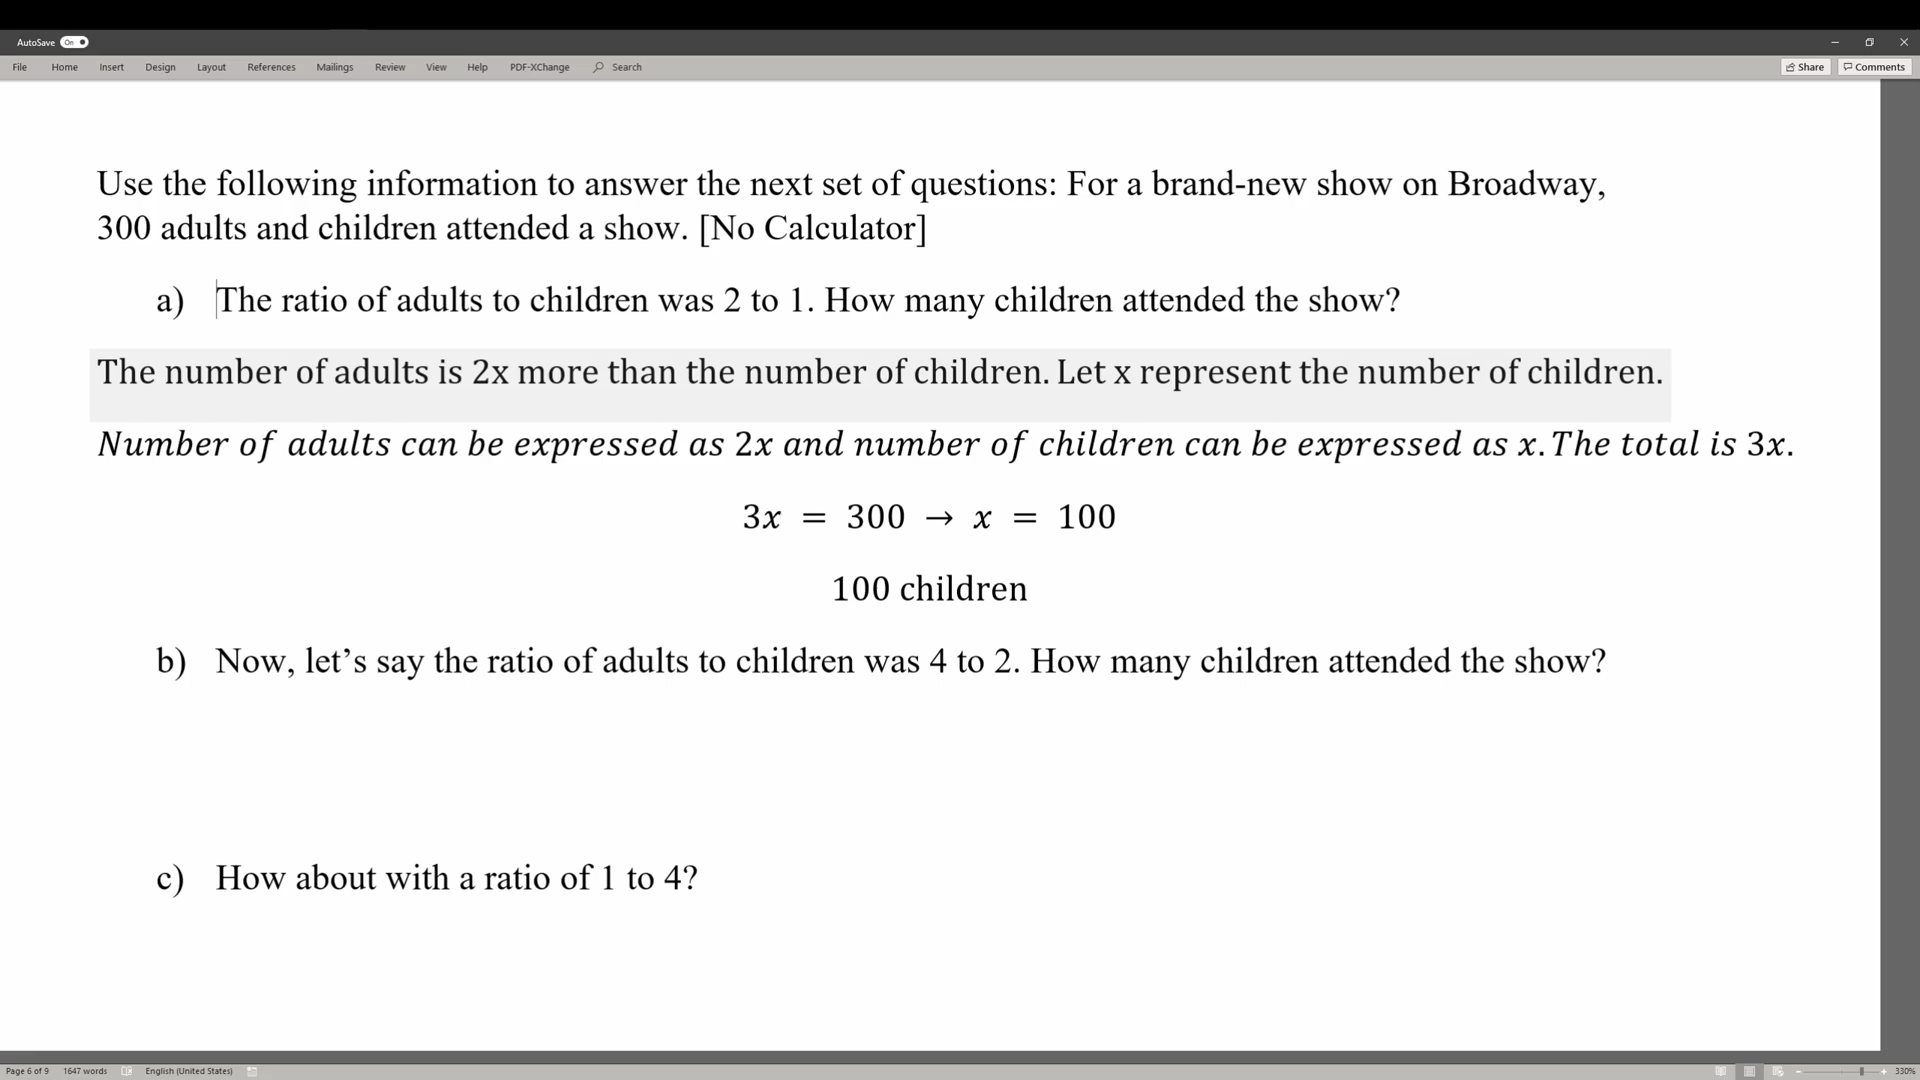 AutoSave On
File Home Insert Design Layout References Mailings Review View Help PDF-XChange Search Share Comments
Use the following information to answer the next set of questions: For a brand-new show on Broadway,
300 adults and children attended a show. [No Calculator]
a) The ratio of adults to children was 2 to 1. How many children attended the show?
The number of adults is 2x more than the number of children. Let x represent the number of children.
Number of adults can be expressed as 2x and number of children can be expressed as x. The total is 3x.
3x = 300 → x = 100
100 children
b) Now, let’s say the ratio of adults to children was 4 to 2. How many children attended the show?
c) How about with a ratio of 1 to 4?
Page 6 of 9 1647 words English (United States) 330%